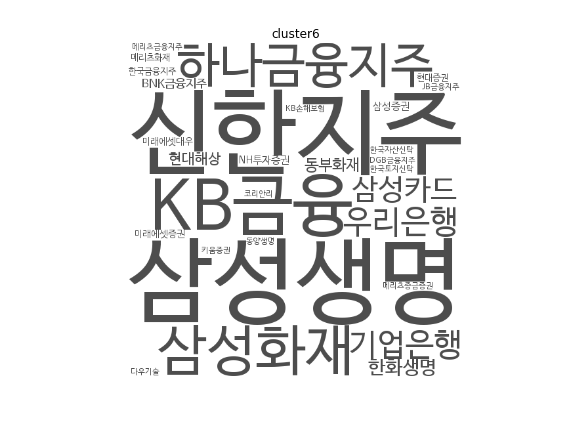 cluster6
메리츠금융지주
메리츠화재
하나금융지주
한국금융지주
BNK금융지주
현대증권
JB금융지주
신한지주
KB손해보험
삼성증권
미래에셋대우
현대해상
NH투자증권
동부화재
한국자산신탁
DGB금융지주
한국토지신탁
KB금융
코리안리
삼성카드
우리은행
미래에셋증권
키움증권
동양생명
삼성생명
메리츠종금증권
삼성화재
기업은행
다우기술
한화생명